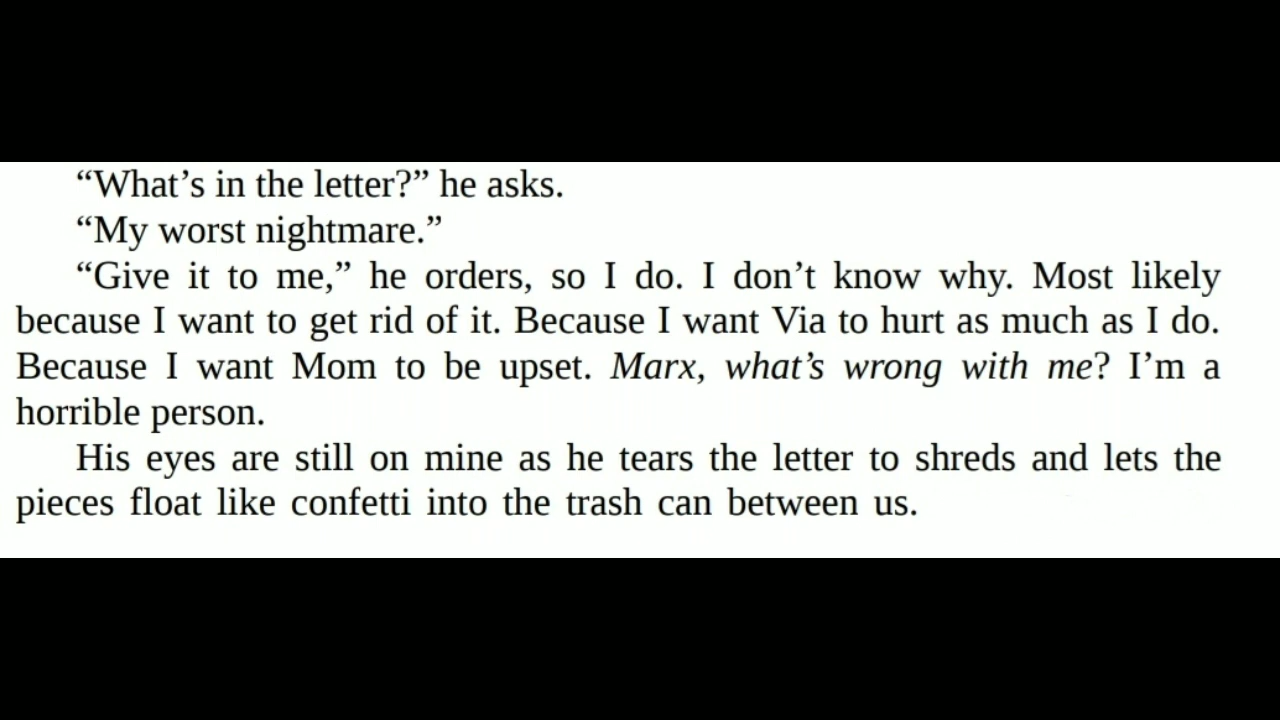 “What’s in the letter?” he asks.
“My worst nightmare.”
“Give it to me,” he orders, so I do. I don’t know why. Most likely
because I want to get rid of it. Because I want Via to hurt as much as I do.
Because I want Mom to be upset. Marx, what’s wrong with me? I’m a
horrible person.
His eyes are still on mine as he tears the letter to shreds and lets the
pieces float like confetti into the trash can between us.